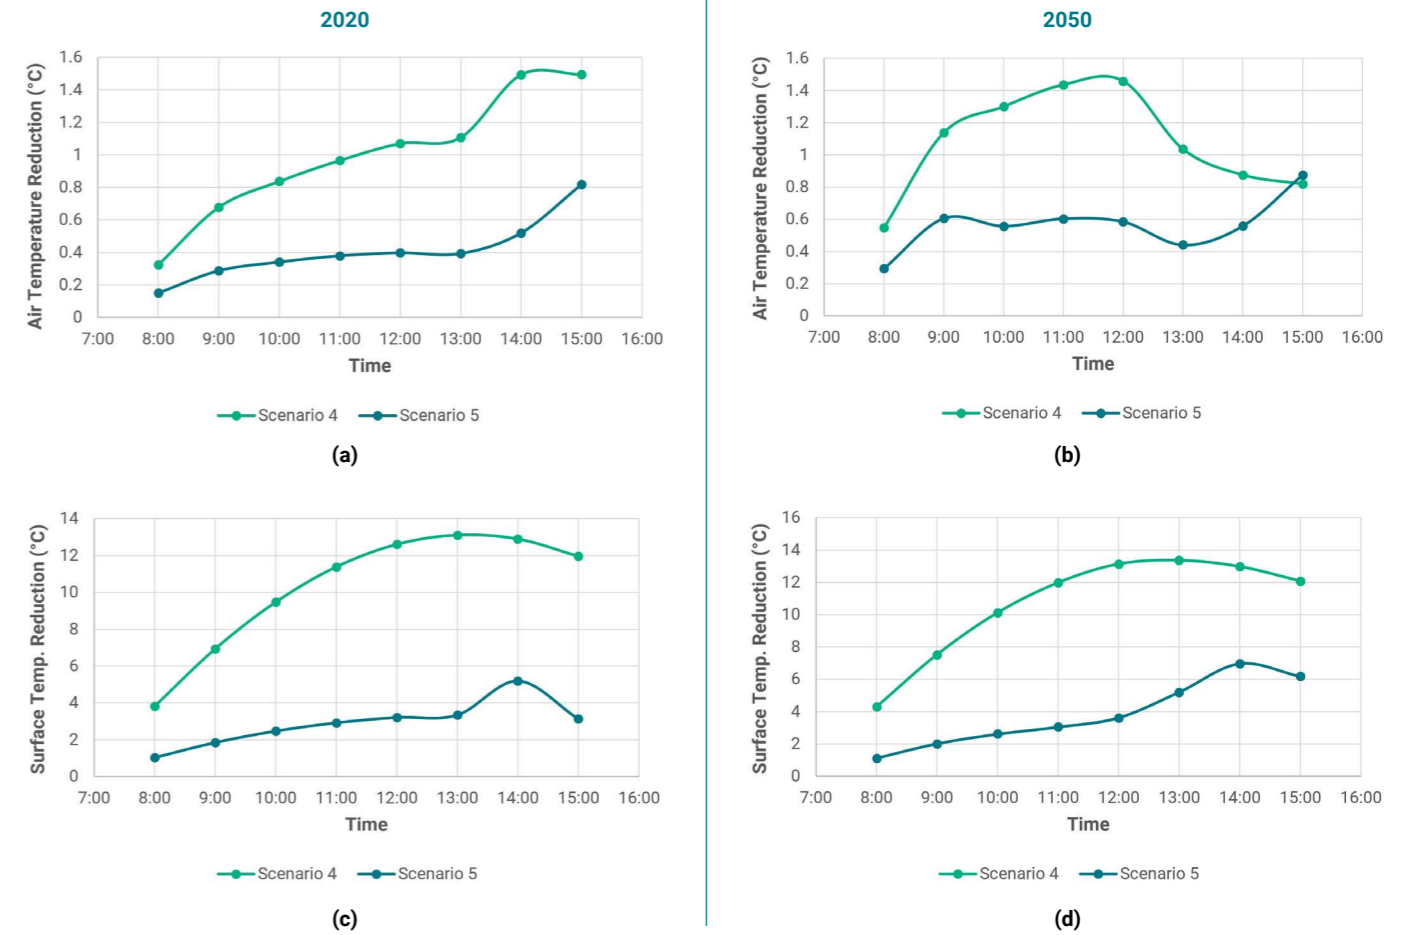 2020
Air Temperature Reduction (°C)
1.6
1.4
1.2
1
0.8
0.6
0.4
0.2
0
7:00 8:00 9:00 10:00 11:00 12:00 13:00 14:00 15:00 16:00
Time
Scenario 4 Scenario 5
(a)
2050
Air Temperature Reduction (°C)
1.6
1.4
1.2
1
0.8
0.6
0.4
0.2
0
7:00 8:00 9:00 10:00 11:00 12:00 13:00 14:00 15:00 16:00
Time
Scenario 4 Scenario 5
(b)
Surface Temp. Reduction (°C)
14
12
10
8
6
4
2
0
7:00 8:00 9:00 10:00 11:00 12:00 13:00 14:00 15:00 16:00
Time
Scenario 4 Scenario 5
(c)
Surface Temp. Reduction (°C)
16
14
12
10
8
6
4
2
0
7:00 8:00 9:00 10:00 11:00 12:00 13:00 14:00 15:00 16:00
Time
Scenario 4 Scenario 5
(d)